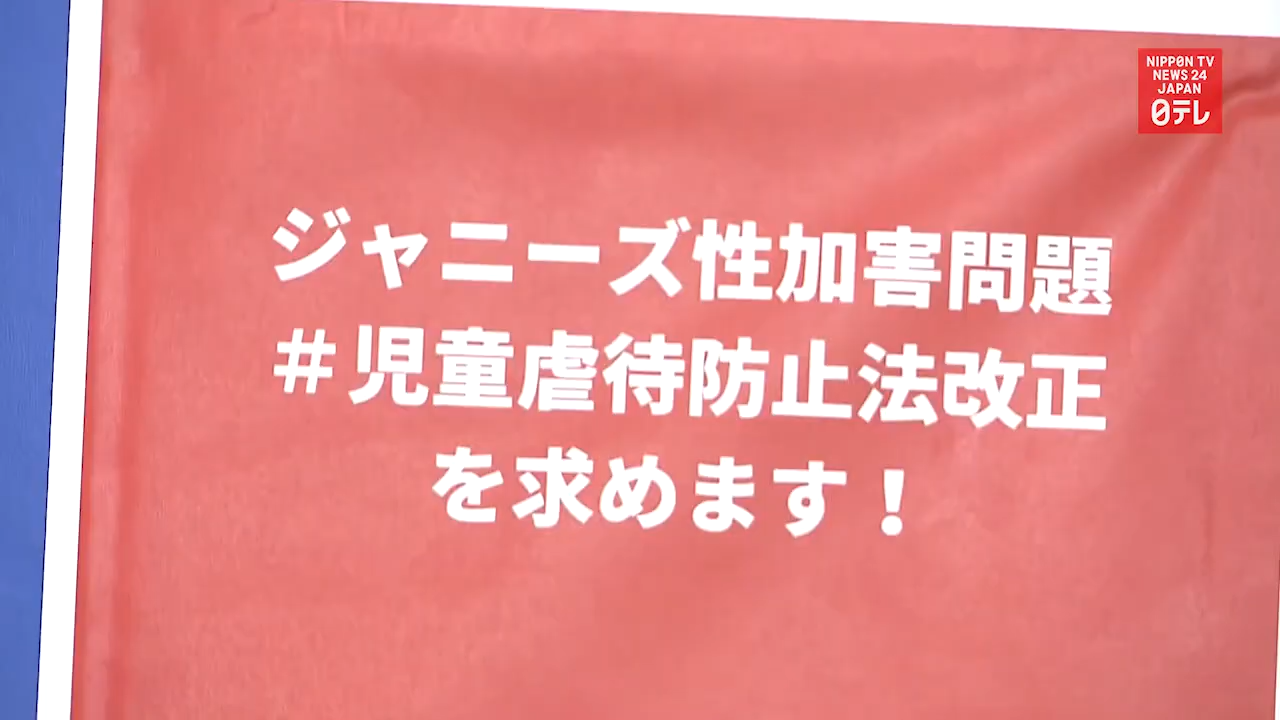 NIPPON TV
NEWS 24
JAPAN
日テレ
ジャニーズ性加害問題
#児童虐待防止法改正
を求めます!